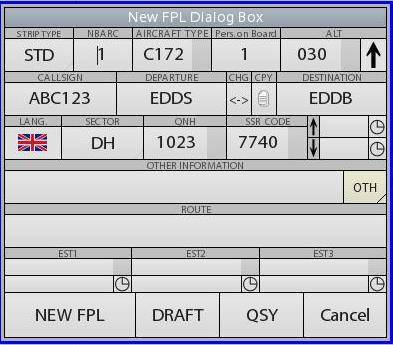 New FPL Dialog Box
STRIP TYPE NBARC AIRCRAFT TYPE Pers.on Board ALT
STD 1 C172 1 030
CALLSIGN DEPARTURE CHG CPY DESTINATION
ABC123 EDDS <-> EDDB
LANG. SECTOR QNH SSR CODE
DH 1023 7740
OTHER INFORMATION
OTH
ROUTE
EST1 EST2 EST3
NEW FPL DRAFT QSY Cancel